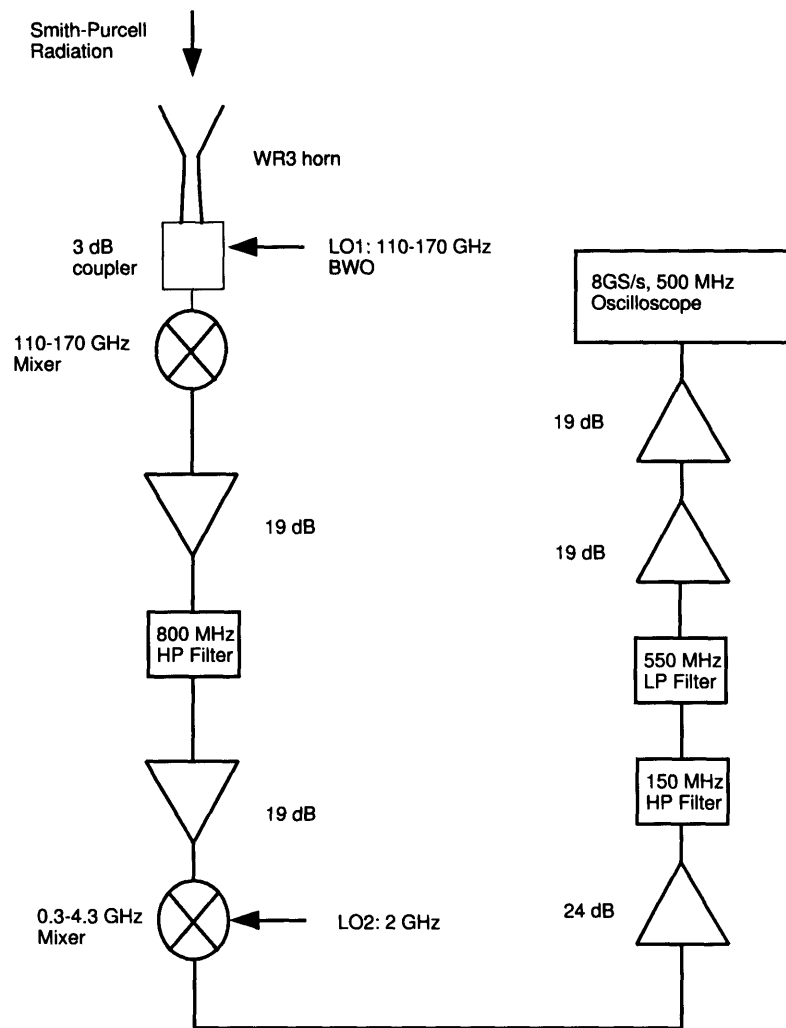 Smith-Purcell
Radiation
WR3 horn
3 dB
coupler
LO1: 110-170 GHz
BWO
110-170 GHz
Mixer
19 dB
800 MHz
HP Filter
19 dB
0.3-4.3 GHz
Mixer
LO2: 2 GHz
8GS/s, 500 MHz
Oscilloscope
19 dB
19 dB
550 MHz
LP Filter
150 MHz
HP Filter
24 dB